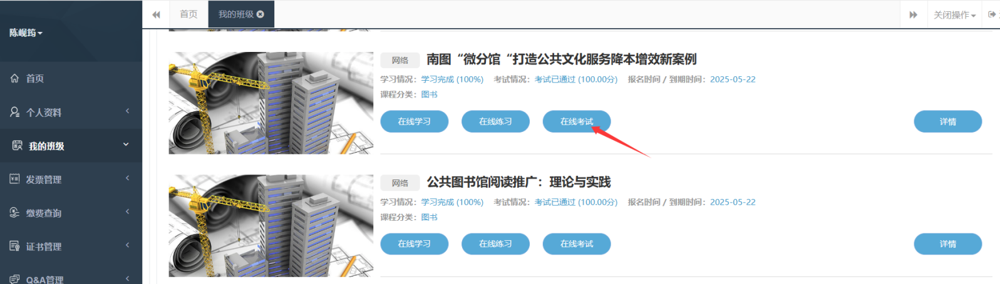 陈岘筠
首页
我的班级
关闭操作
首页
个人资料
我的班级
发票管理
缴费查询
证书管理
Q&A管理
网络
南图“微分馆“打造公共文化服务降本增效新案例
学习情况：学习完成 (100%) 考试情况：考试已通过 (100.00分) 报名时间 / 到期时间：2025-05-22
课程分类：图书
在线学习
在线练习
在线考试
详情
网络
公共图书馆阅读推广：理论与实践
学习情况：学习完成 (100%) 考试情况：考试已通过 (100.00分) 报名时间 / 到期时间：2025-05-22
课程分类：图书
在线学习
在线练习
在线考试
详情